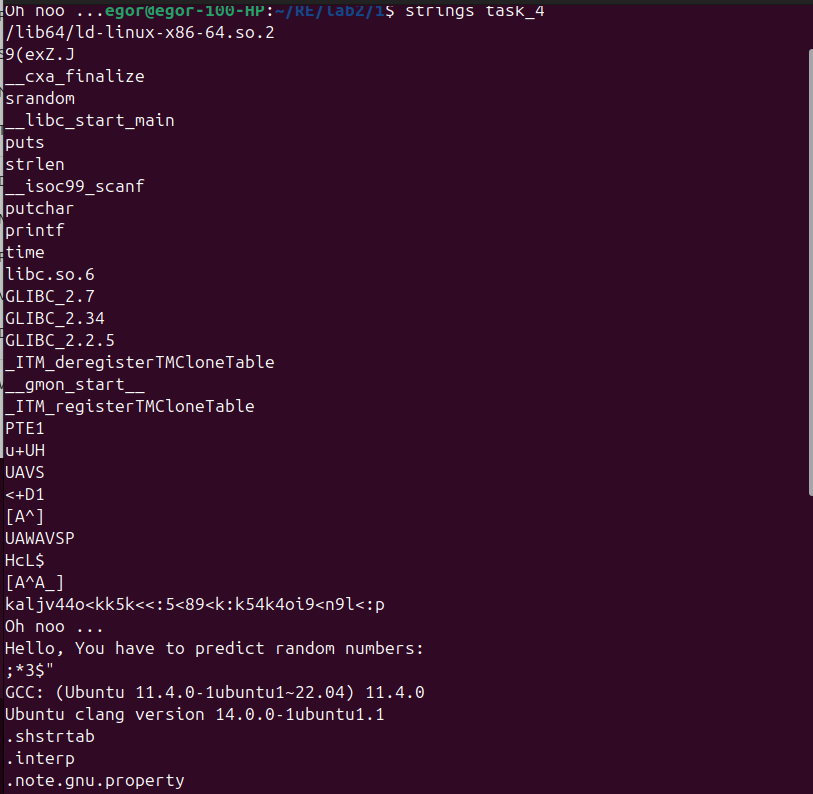 Oh noo ...egor@egor-100-HP:~/RE/lab2/1$ strings task_4
/lib64/ld-linux-x86-64.so.2
9(exZ.J
__cxa_finalize
srandom
__libc_start_main
puts
strlen
__isoc99_scanf
putchar
printf
time
libc.so.6
GLIBC_2.7
GLIBC_2.34
GLIBC_2.2.5
_ITM_deregisterTMCloneTable
__gmon_start__
_ITM_registerTMCloneTable
PTE1
u+UH
UAVS
<+D1
[A^]
UAWAVSP
HcL$
[A^A_]
kaljv44o<kk5k<<:5<89<k:k54k4oi9<n9l<:p
Oh noo ...
Hello, You have to predict random numbers:
;*3$"
GCC: (Ubuntu 11.4.0-1ubuntu1~22.04) 11.4.0
Ubuntu clang version 14.0.0-1ubuntu1.1
.shstrtab
.interp
.note.gnu.property